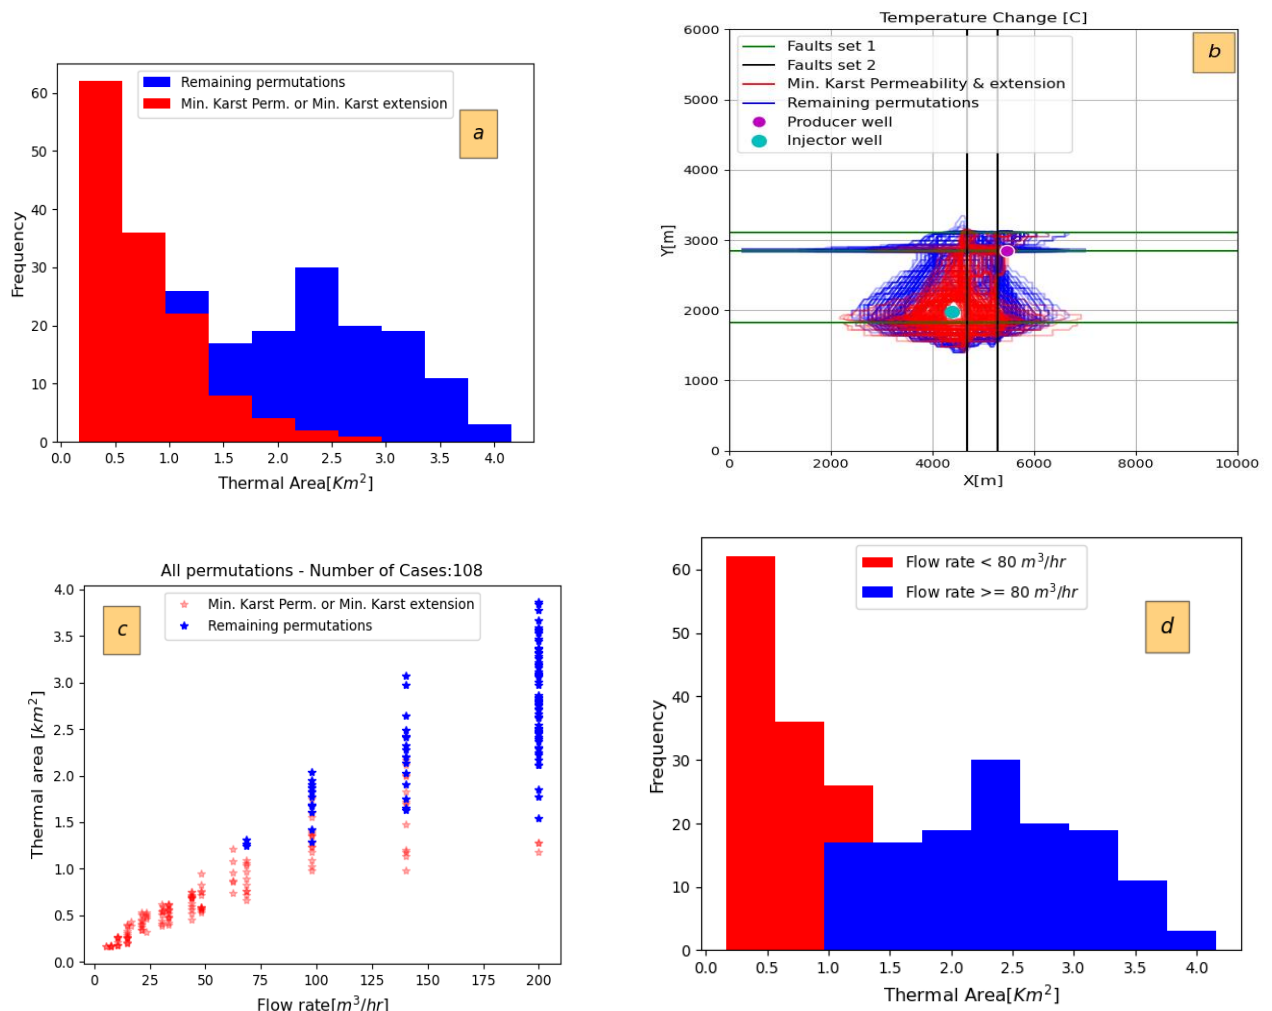 Remaining permutations
Min. Karst Perm. or Min. Karst extension
a
Frequency
60
50
40
30
20
10
0
0.0 0.5 1.0 1.5 2.0 2.5 3.0 3.5 4.0
Thermal Area[Km²]
Temperature Change [C]
Faults set 1
Faults set 2
Min. Karst Permeability & extension
Remaining permutations
Producer well
Injector well
b
Y[m]
6000
5000
4000
3000
2000
1000
0
0 2000 4000 6000 8000 10000
X[m]
All permutations - Number of Cases:108
Min. Karst Perm. or Min. Karst extension
Remaining permutations
c
Thermal area [km²]
4.0
3.5
3.0
2.5
2.0
1.5
1.0
0.5
0.0
0 25 50 75 100 125 150 175 200
Flow rate[m³/hr]
Flow rate < 80 m³/hr
Flow rate >= 80 m³/hr
d
Frequency
60
50
40
30
20
10
0
0.0 0.5 1.0 1.5 2.0 2.5 3.0 3.5 4.0
Thermal Area[Km²]